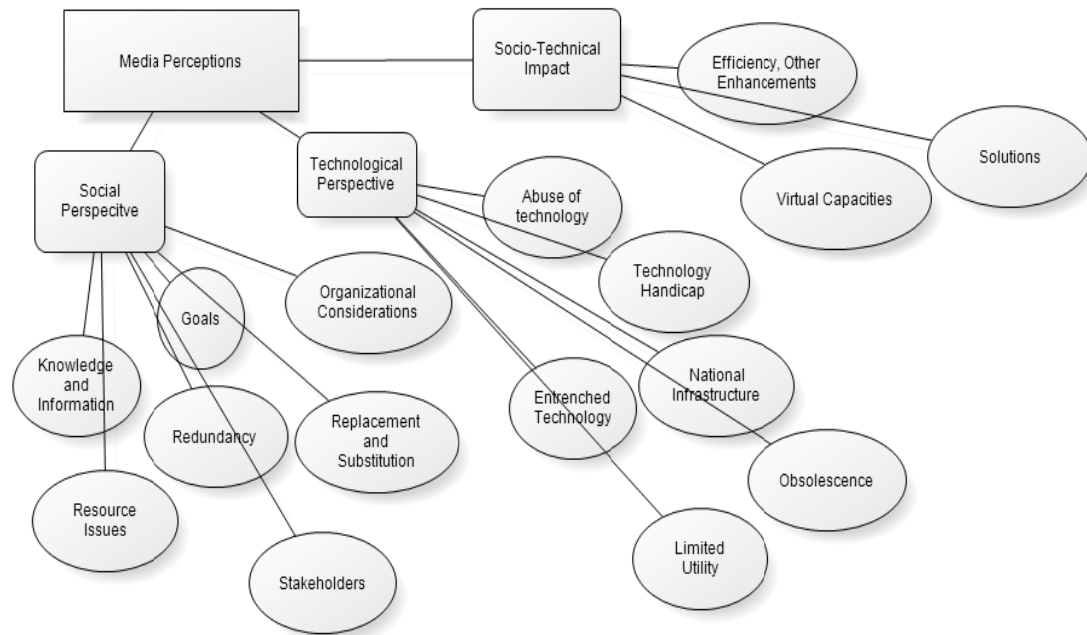 Media Perceptions
Socio-Technical
Impact
Efficiency, Other
Enhancements
Solutions
Virtual Capacities
Social
Perspecitve
Technological
Perspective
Abuse of
technology
Technology
Handicap
Organizational
Considerations
Goals
Knowledge
and
Information
National
Infrastructure
Entrenched
Technology
Redundancy
Replacement
and
Substitution
Obsolescence
Resource
Issues
Limited
Utility
Stakeholders